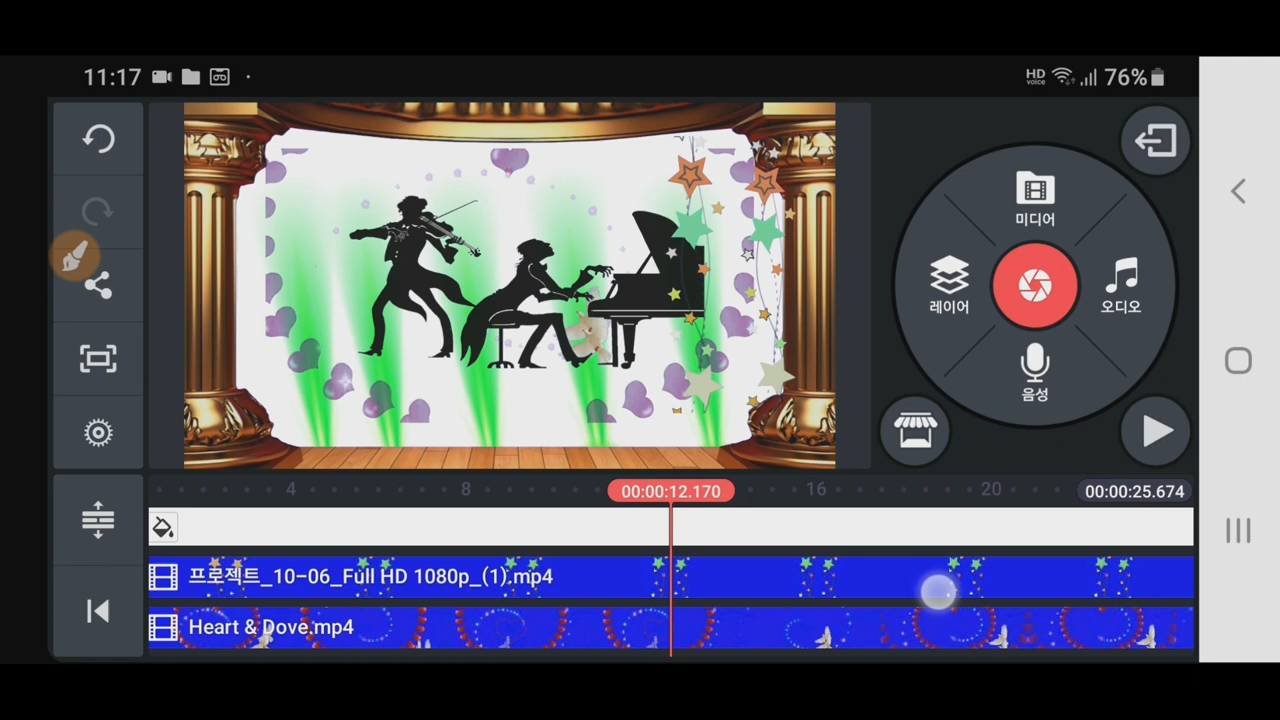 11:17
HD voice
76%
미디어
레이어
오디오
음성
4
8
00:00:12.170
16
20
00:00:25.674
프로젝트_10-06_Full HD 1080p_(1).mp4
Heart & Dove.mp4